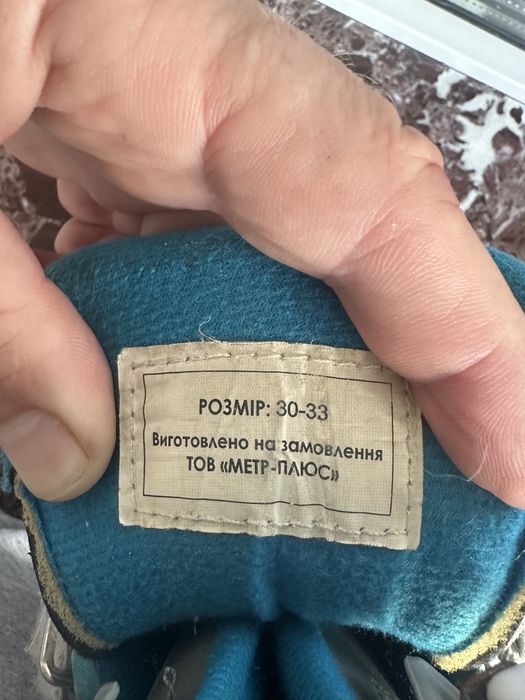 РОЗМІР: 30-33
Виготовлено на замовлення
ТОВ «МЕТР-ПЛЮС»